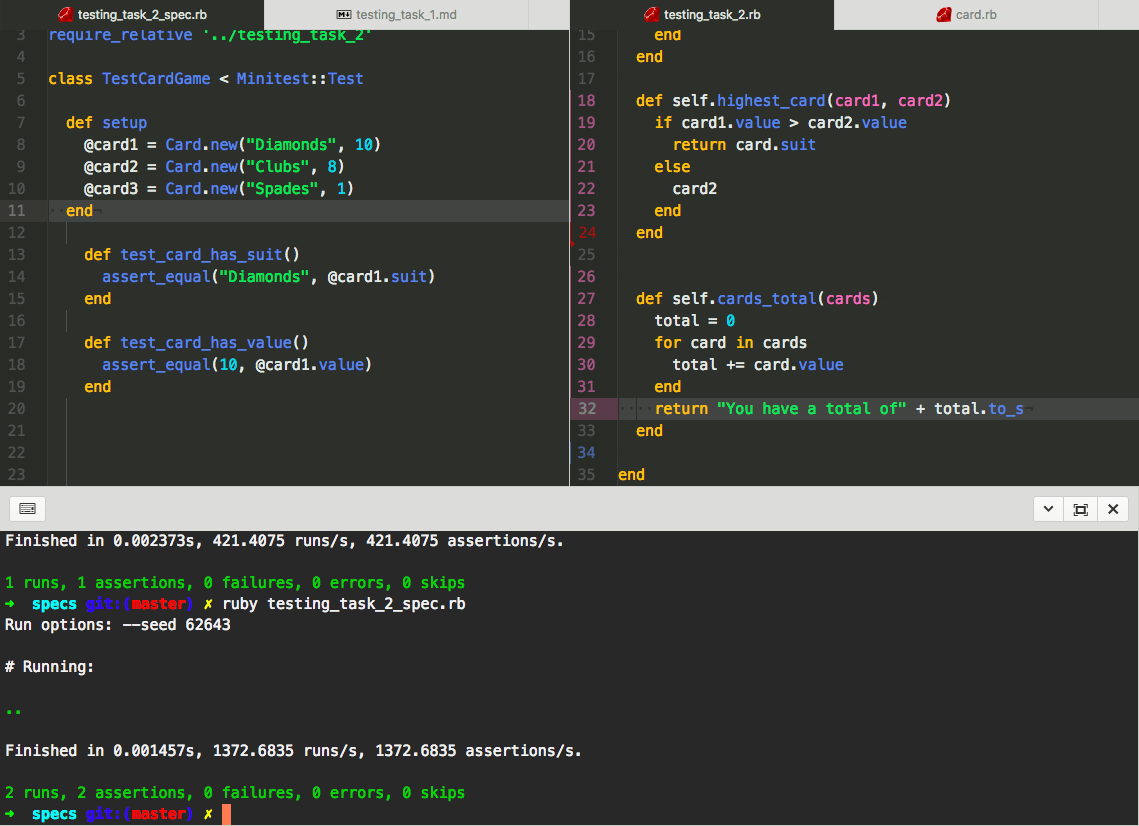 testing_task_2_spec.rb
testing_task_1.md
3 require_relative '../testing_task_2'
4
5 class TestCardGame < Minitest::Test
6
7   def setup
8     @card1 = Card.new("Diamonds", 10)
9     @card2 = Card.new("Clubs", 8)
10     @card3 = Card.new("Spades", 1)
11   end
12
13     def test_card_has_suit()
14       assert_equal("Diamonds", @card1.suit)
15     end
16
17     def test_card_has_value()
18       assert_equal(10, @card1.value)
19     end
20
21
22
23
testing_task_2.rb
card.rb
15     end
16   end
17
18   def self.highest_card(card1, card2)
19     if card1.value > card2.value
20       return card.suit
21     else
22       card2
23     end
24   end
25
26
27   def self.cards_total(cards)
28     total = 0
29     for card in cards
30       total += card.value
31     end
32     return "You have a total of" + total.to_s
33   end
34
35 end
Finished in 0.002373s, 421.4075 runs/s, 421.4075 assertions/s.
1 runs, 1 assertions, 0 failures, 0 errors, 0 skips
➜  specs git:(master) ✗ ruby testing_task_2_spec.rb
Run options: --seed 62643
# Running:
..
Finished in 0.001457s, 1372.6835 runs/s, 1372.6835 assertions/s.
2 runs, 2 assertions, 0 failures, 0 errors, 0 skips
➜  specs git:(master) ✗